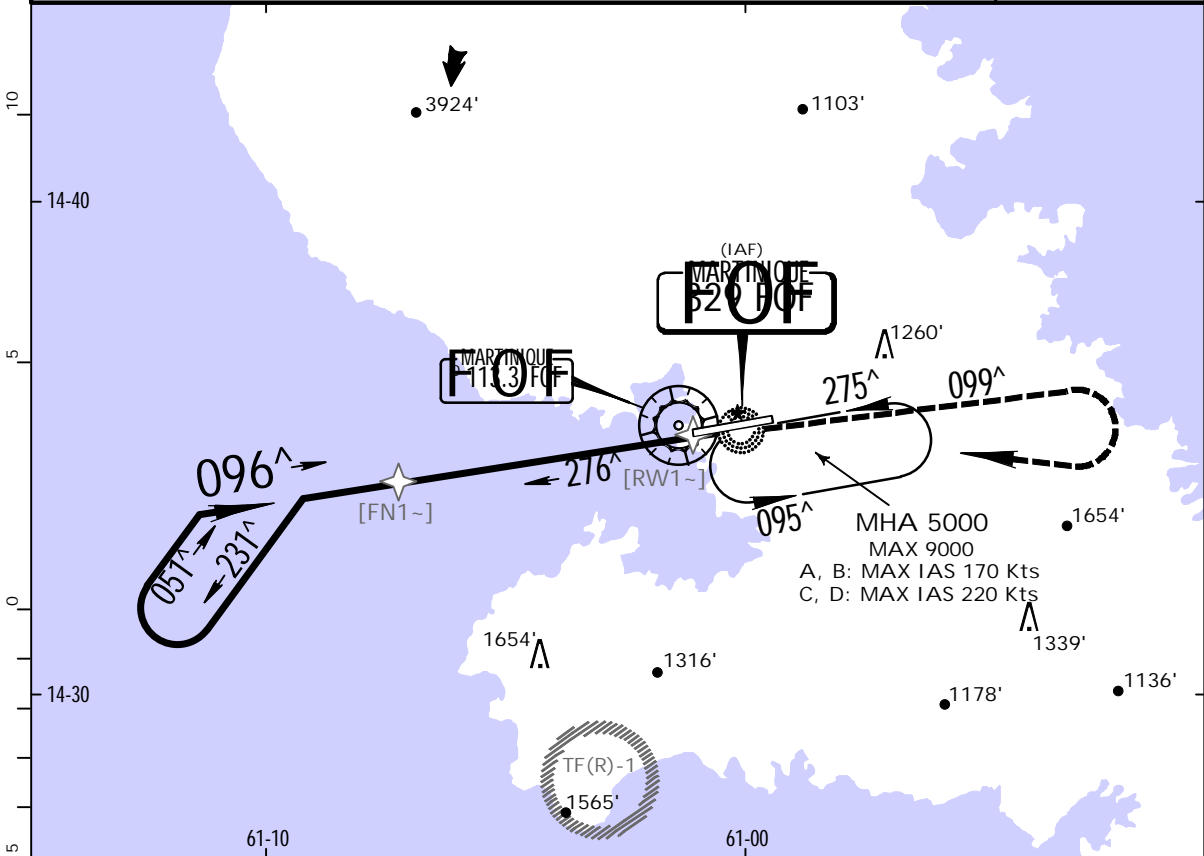 3924'
1103'
10
14-40
(IAF)
MARTINIQUE
329 FOF
FOF
1260'
5
MARTINIQUE
113.3 FOF
FOF
275^
099^
096^
276^
[RW1~]
[FN1~]
095^
MHA 5000
MAX 9000
A, B: MAX IAS 170 Kts
C, D: MAX IAS 220 Kts
1654'
051^
231^
0
1654'
1316'
1339'
14-30
1178'
1136'
TF(R)-1
1565'
61-10
61-00
5